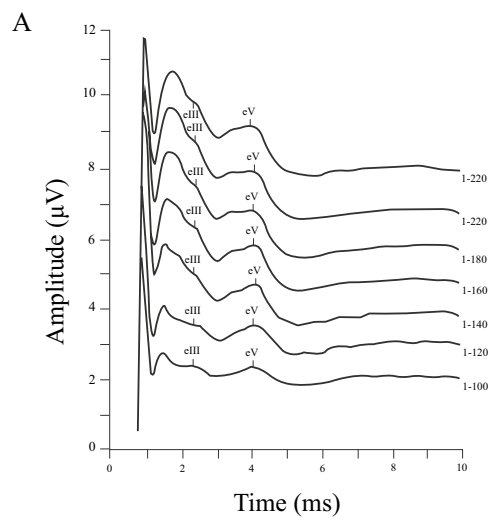 A
12
10
8
6
4
2
0
Amplitude (µV)
eIII
eIII
eIII
eIII
eIII
eIII
eV
eV
eV
eV
eV
eV
eV
1-220
1-220
1-180
1-160
1-140
1-120
1-100
0 2 4 6 8 10
Time (ms)